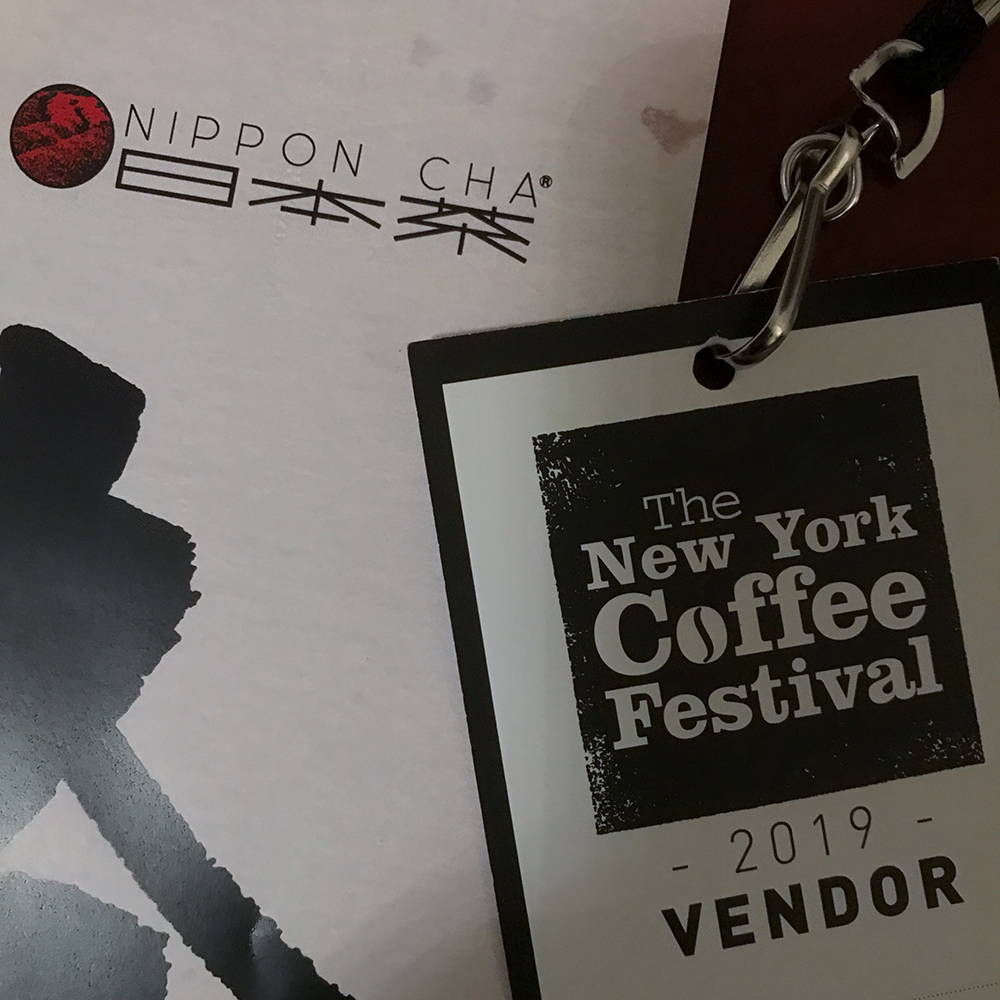 NIPPON CHA®
日本茶
The
New York
Coffee
Festival
- 2019 -
VENDOR